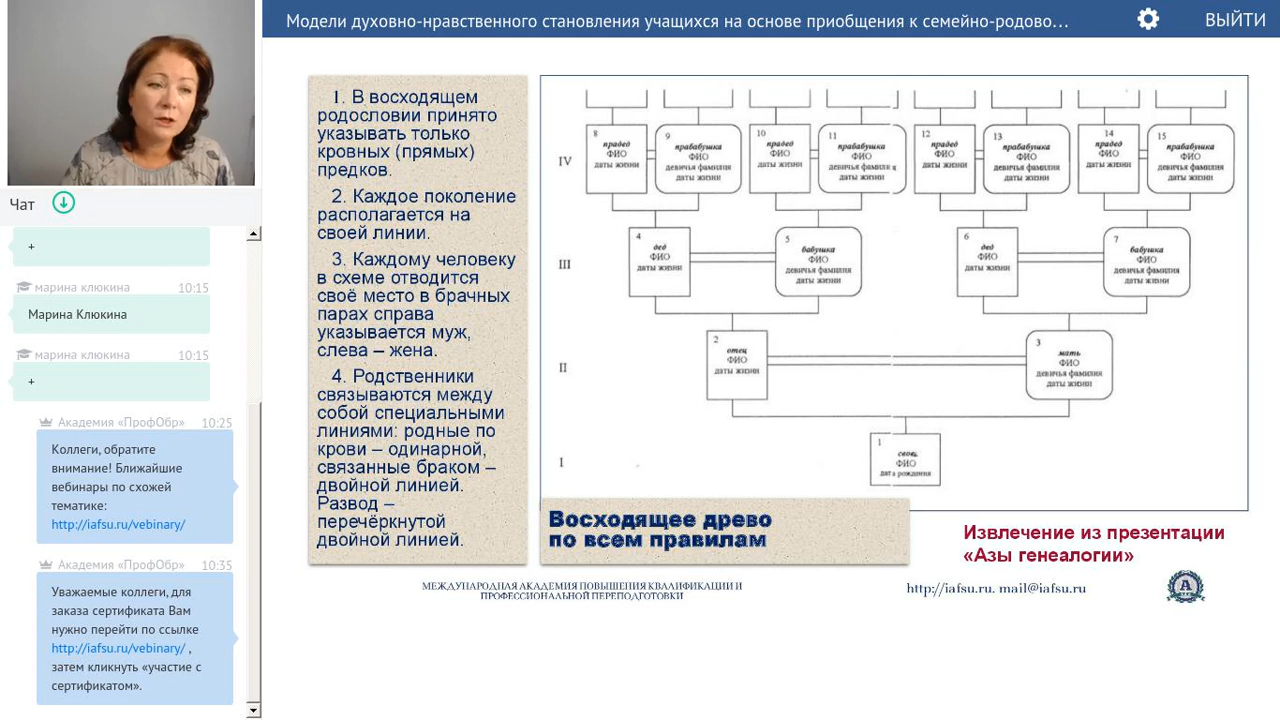 Модели духовно-нравственного становления учащихся на основе приобщения к семейно-родово...
ВЫЙТИ
Чат
+
марина клюкина 10:15
Марина Клюкина
марина клюкина 10:15
+
Академия «ПрофОбр» 10:25
Коллеги, обратите
внимание! Ближайшие
вебинары по схожей
тематике:
http://iafsu.ru/vebinary/
Академия «ПрофОбр» 10:35
Уважаемые коллеги, для
заказа сертификата Вам
нужно перейти по ссылке
http://iafsu.ru/vebinary/ ,
затем кликнуть «участие с
сертификатом».
1. В восходящем
родословии принято
указывать только
кровных (прямых)
предков.
2. Каждое поколение
располагается на
своей линии.
3. Каждому человеку
в схеме отводится
своё место в брачных
парах справа
указывается муж,
слева – жена.
4. Родственники
связываются между
собой специальными
линиями: родные по
крови – одинарной,
связанные браком –
двойной линией.
Развод –
перечёркнутой
двойной линией.
IV
8
прадед
ФИО
даты жизни
9
прабабушка
ФИО
девичья фамилия
даты жизни
10
прадед
ФИО
даты жизни
11
прабабушка
ФИО
девичья фамилия
даты жизни
12
прадед
ФИО
даты жизни
13
прабабушка
ФИО
девичья фамилия
даты жизни
14
прадед
ФИО
даты жизни
15
прабабушка
ФИО
девичья фамилия
даты жизни
III
4
дед
ФИО
даты жизни
5
бабушка
ФИО
девичья фамилия
даты жизни
6
дед
ФИО
даты жизни
7
бабушка
ФИО
девичья фамилия
даты жизни
II
2
отец
ФИО
даты жизни
3
мать
ФИО
девичья фамилия
даты жизни
I
1
ФИО
дата рождения
Восходящее древо
по всем правилам
Извлечение из презентации
«Азы генеалогии»
МЕЖДУНАРОДНАЯ АКАДЕМИЯ ПОВЫШЕНИЯ КВАЛИФИКАЦИИ И
ПРОФЕССИОНАЛЬНОЙ ПЕРЕПОДГОТОВКИ
http://iafsu.ru. mail@iafsu.ru